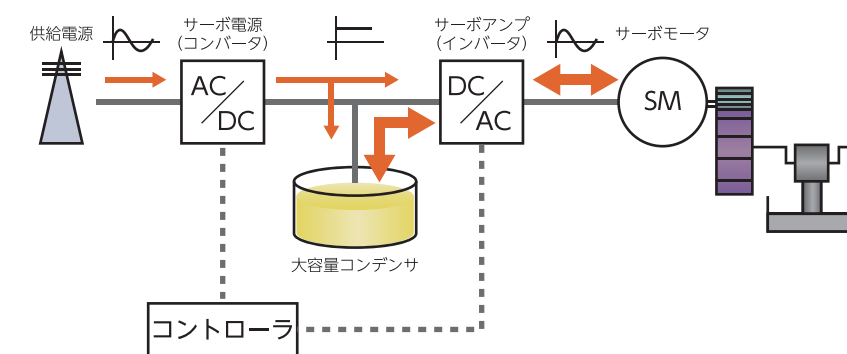 供給電源
サーボ電源
(コンバータ)
サーボアンプ
(インバータ)
サーボモータ
AC
DC
DC
AC
SM
大容量コンデンサ
コントローラ